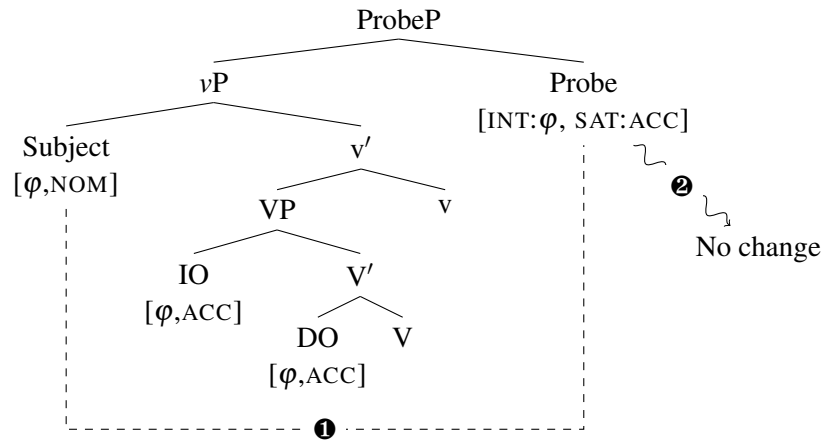 ProbeP
vP Probe
[INT:φ, SAT:ACC]
Subject v′
[φ,NOM] ❷
VP v
No change
IO V′
[φ,ACC]
DO V
[φ,ACC]
❶